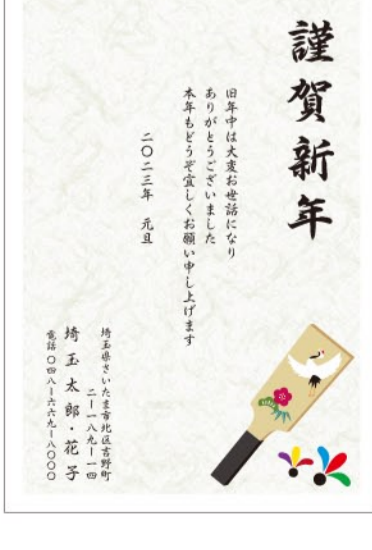 謹賀新年
旧年中は大変お世話になり
ありがとうございました
本年もどうぞ宜しくお願い申し上げます
二〇二三年 元旦
埼玉県さいたま市北区吉野町
二ー一八九ー一四
埼玉太郎・花子
電話〇四八ー六六九ー八〇〇〇